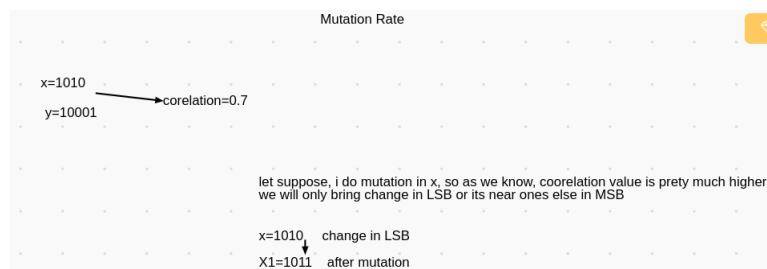 Mutation Rate
x=1010
corelation=0.7
y=10001
let suppose, i do mutation in x, so as we know, coorelation value is prety much higher
we will only bring change in LSB or its near ones else in MSB
x=1010 change in LSB
X1=1011 after mutation